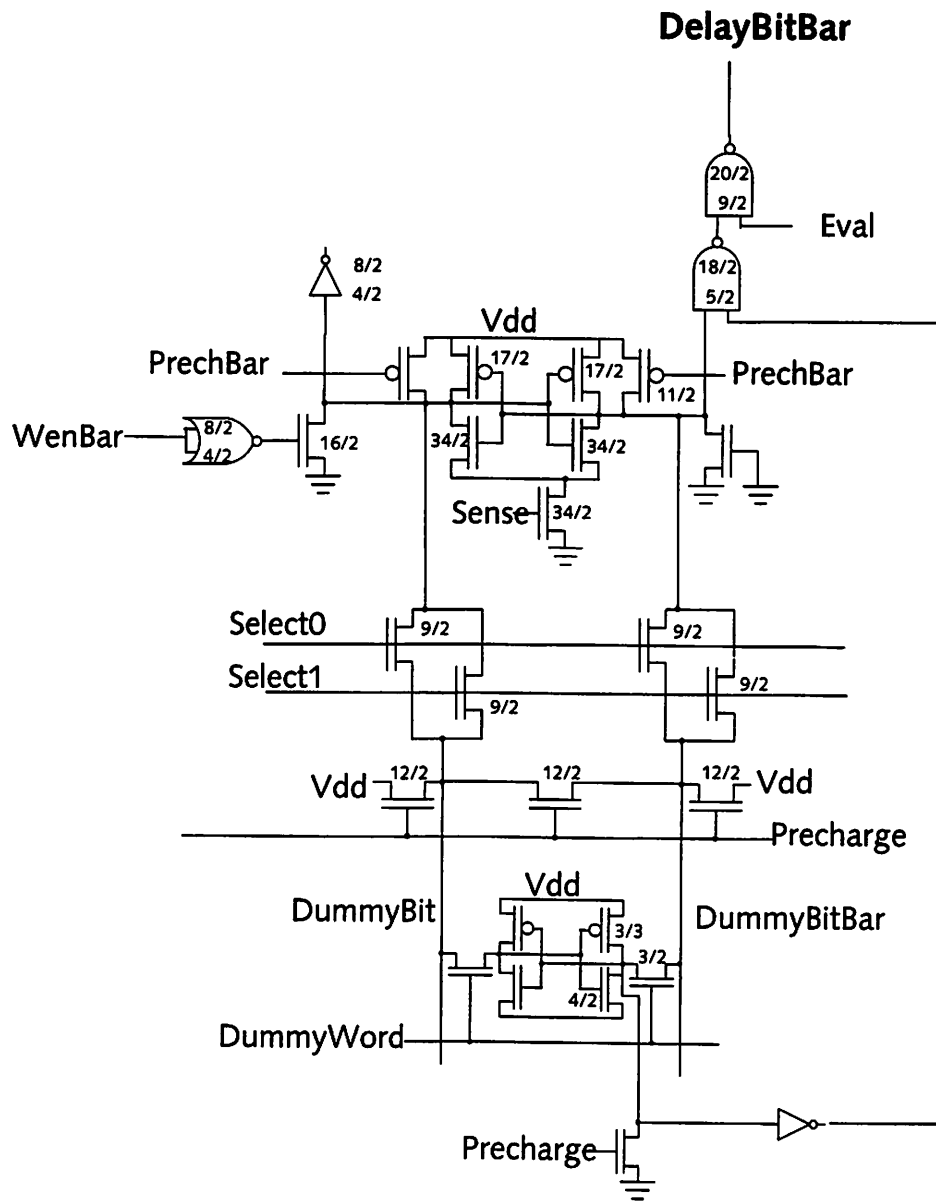 DelayBitBar
20/2
9/2
Eval
18/2
5/2
8/2
4/2
Vdd
PrechBar
17/2
17/2
11/2
PrechBar
WenBar
8/2
4/2
16/2
34/2
34/2
Sense
34/2
Select0
9/2
9/2
Select1
9/2
9/2
Vdd
12/2
12/2
12/2
Vdd
Precharge
DummyBit
Vdd
DummyBitBar
3/3
3/2
4/2
DummyWord
Precharge